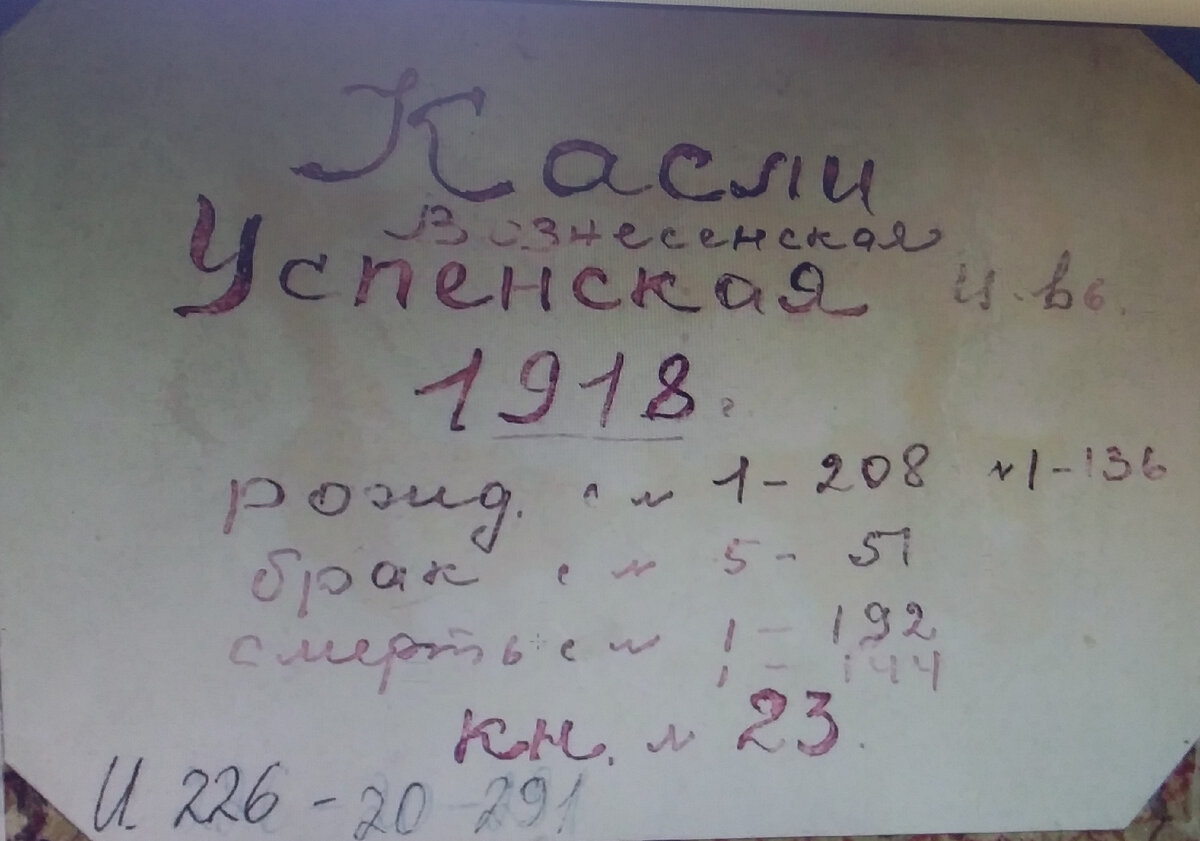 Касли
Вознесенская
Успенская ц-вь.
1918 г.
рожд. с № 1-208 №1-136
брак с № 5-51
смерть с № 1-192
1-144
кн. № 23.
И. 226-20-291